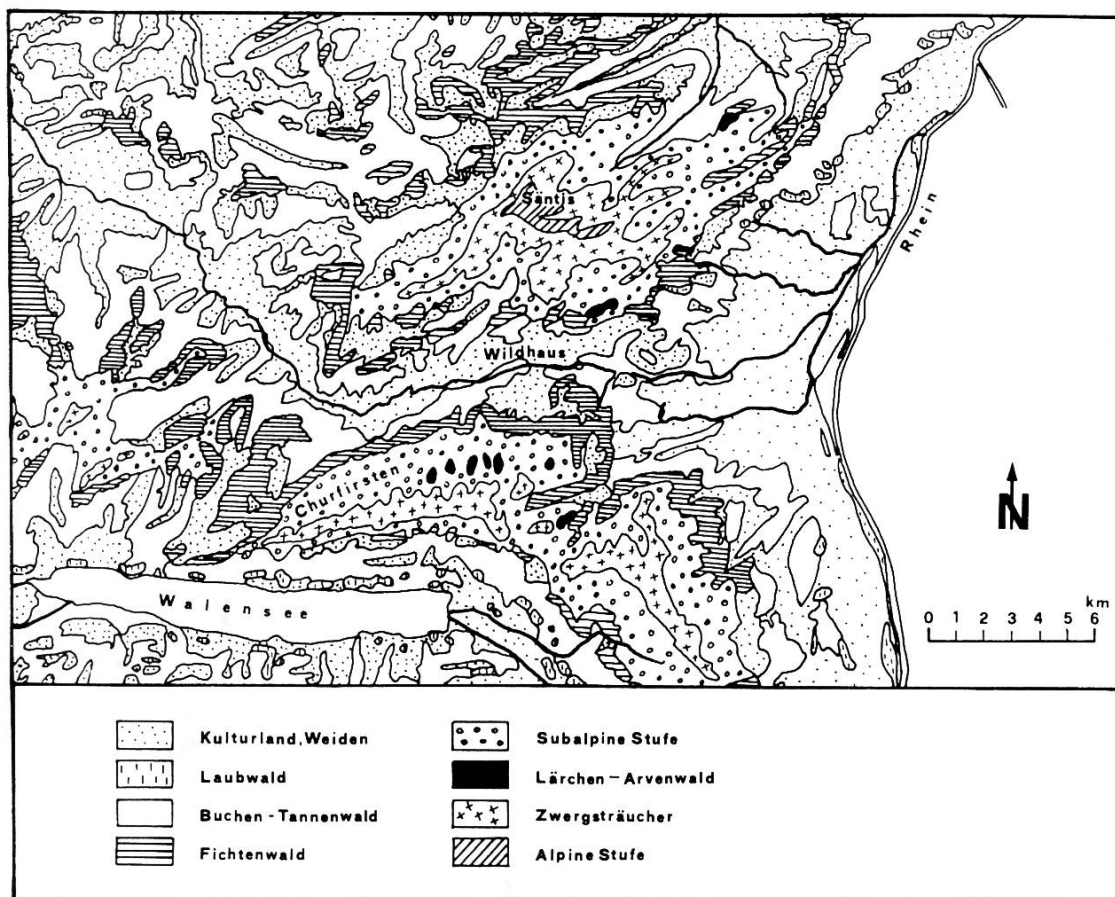 Säntis
Rhein
Wildhaus
Churfirsten
Walensee
N
km
0 1 2 3 4 5 6
Kulturland, Weiden
Laubwald
Buchen-Tannenwald
Fichtenwald
Subalpine Stufe
Lärchen-Arvenwald
Zwergsträucher
Alpine Stufe